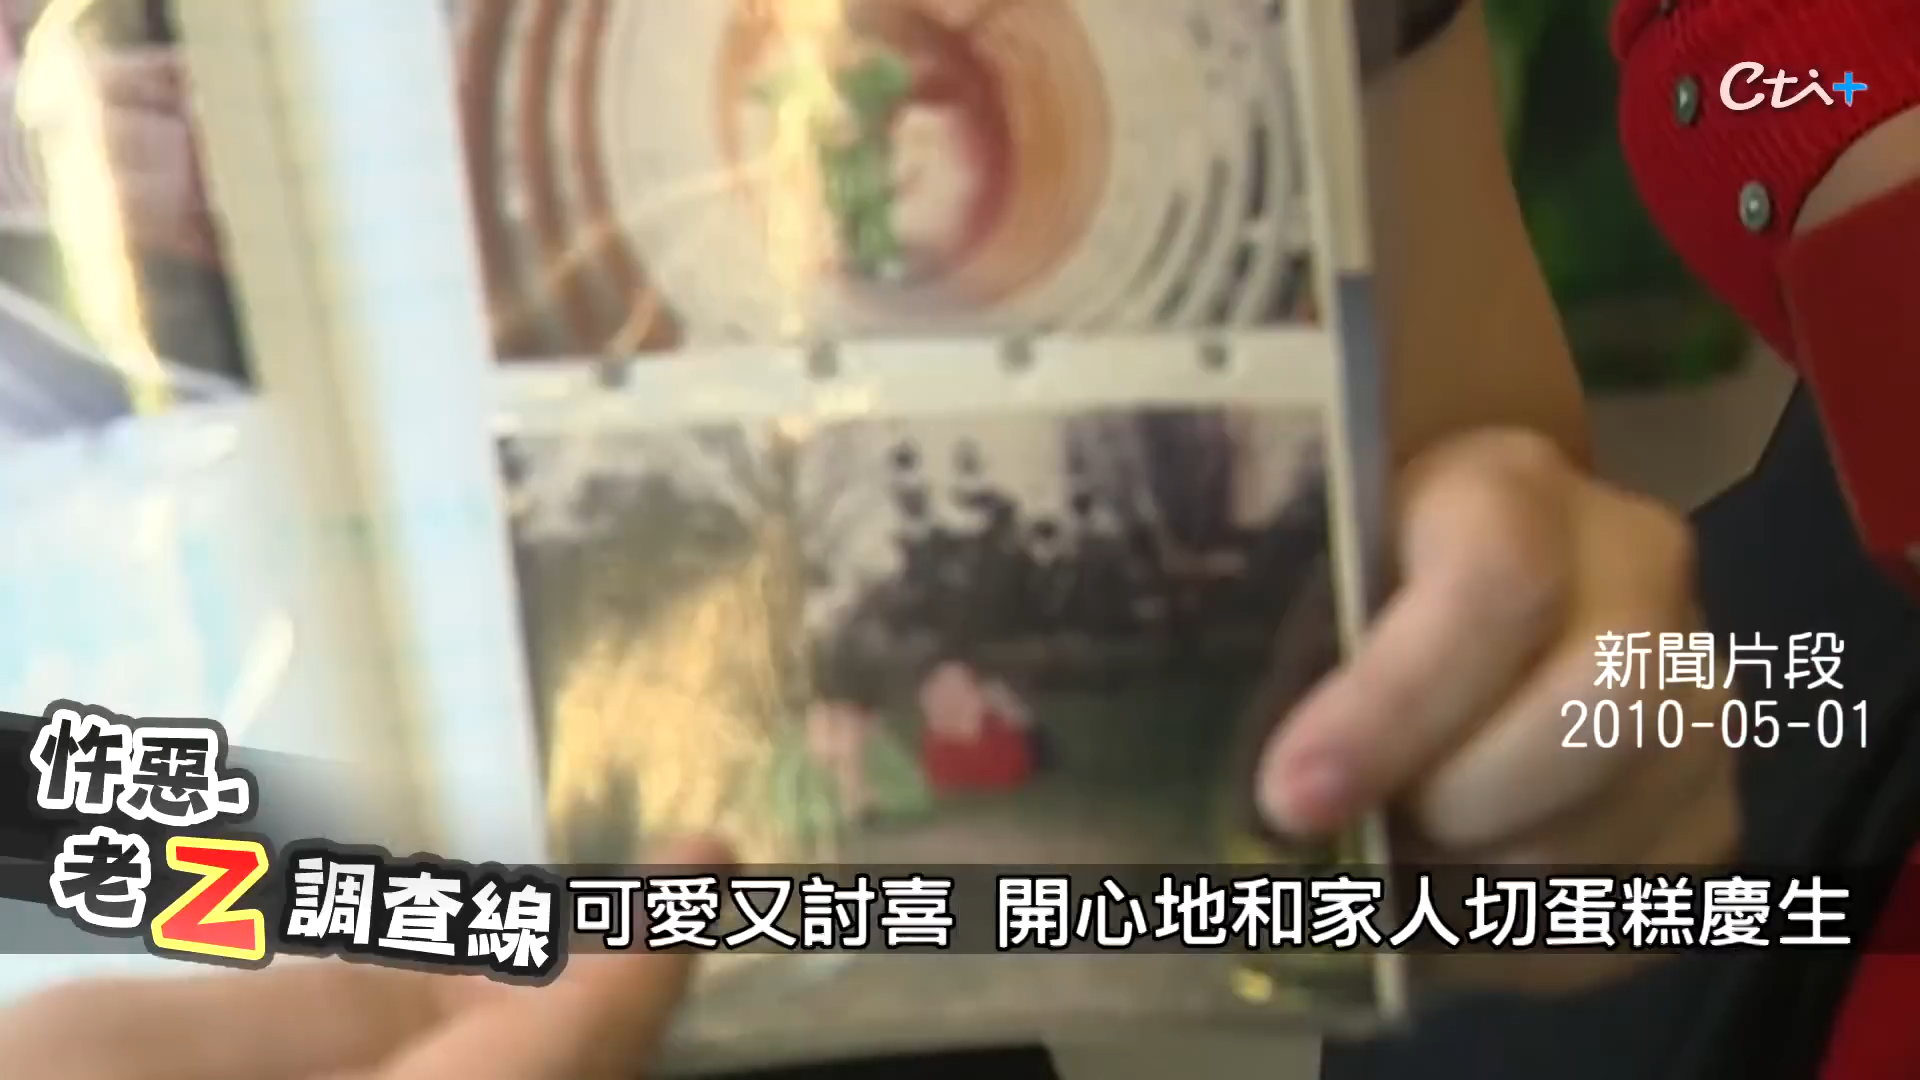 Cti+
新聞片段
2010-05-01
忤惡-
老Z調查線
可愛又討喜 開心地和家人切蛋糕慶生